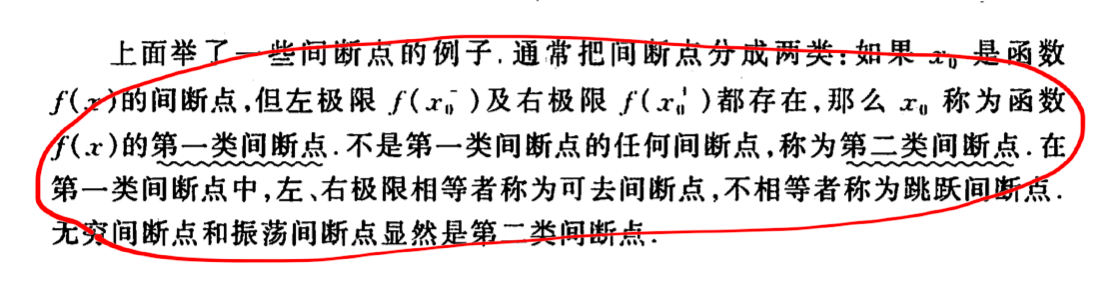 上面举了一些间断点的例子.通常把间断点分成两类:如果 x₀ 是函数
f(x)的间断点,但左极限 f(x₀⁻)及右极限 f(x₀⁺)都存在,那么 x₀ 称为函数
f(x)的第一类间断点.不是第一类间断点的任何间断点,称为第二类间断点.在
第一类间断点中,左、右极限相等者称为可去间断点,不相等者称为跳跃间断点.
无穷间断点和振荡间断点显然是第二类间断点.